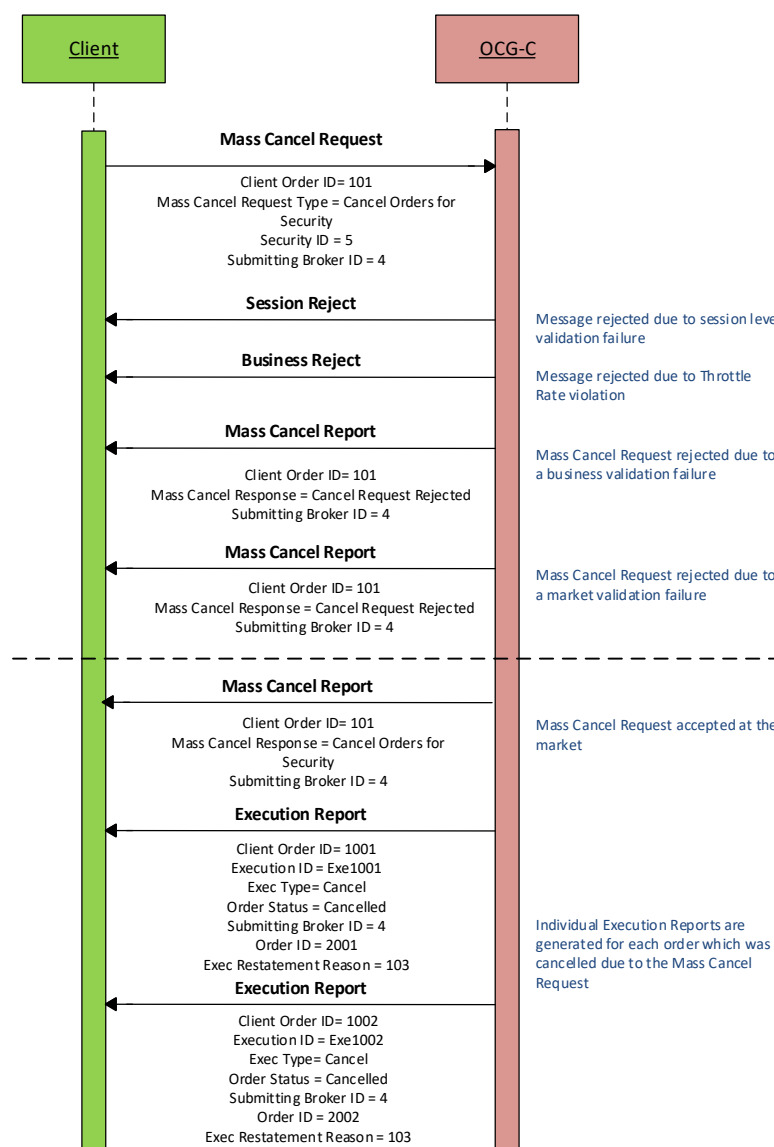 Client
OCG-C
Mass Cancel Request
Client Order ID= 101
Mass Cancel Request Type = Cancel Orders for
Security
Security ID = 5
Submitting Broker ID = 4
Session Reject
Message rejected due to session leve
validation failure
Business Reject
Message rejected due to Throttle
Rate violation
Mass Cancel Report
Mass Cancel Request rejected due to
a business validation failure
Client Order ID= 101
Mass Cancel Response = Cancel Request Rejected
Submitting Broker ID = 4
Mass Cancel Report
Mass Cancel Request rejected due to
a market validation failure
Client Order ID= 101
Mass Cancel Response = Cancel Request Rejected
Submitting Broker ID = 4
Mass Cancel Report
Client Order ID= 101
Mass Cancel Response = Cancel Orders for
Security
Submitting Broker ID = 4
Mass Cancel Request accepted at the
market
Execution Report
Client Order ID= 1001
Execution ID = Exe1001
Exec Type= Cancel
Order Status = Cancelled
Submitting Broker ID = 4
Order ID = 2001
Exec Restatement Reason = 103
Individual Execution Reports are
generated for each order which was
cancelled due to the Mass Cancel
Request
Execution Report
Client Order ID= 1002
Execution ID = Exe1002
Exec Type= Cancel
Order Status = Cancelled
Submitting Broker ID = 4
Order ID = 2002
Exec Restatement Reason = 103